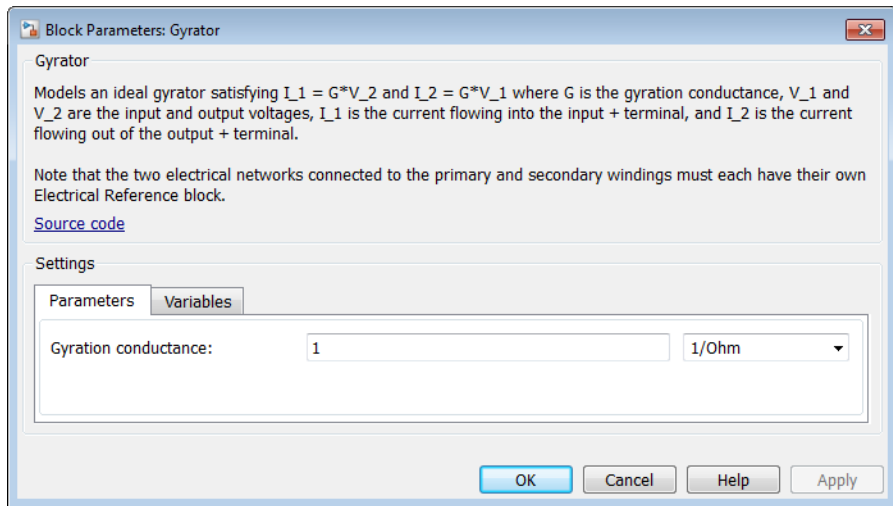 Block Parameters: Gyrator
Gyrator
Models an ideal gyrator satisfying I_1 = G*V_2 and I_2 = G*V_1 where G is the gyration conductance, V_1 and
V_2 are the input and output voltages, I_1 is the current flowing into the input + terminal, and I_2 is the current
flowing out of the output + terminal.
Note that the two electrical networks connected to the primary and secondary windings must each have their own
Electrical Reference block.
Source code
Settings
Parameters Variables
Gyration conductance: 1 1/Ohm
OK Cancel Help Apply